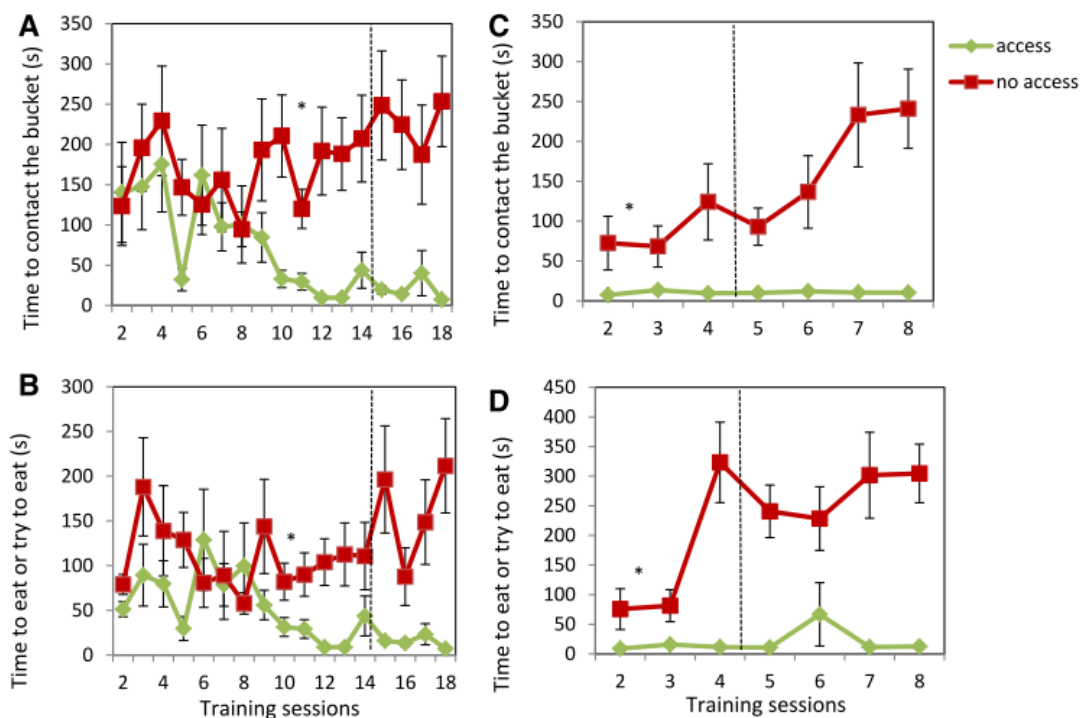 A
Time to contact the bucket (s)
350
300
250
200
150
100
50
0
*
2 4 6 8 10 12 14 16 18
C
Time to contact the bucket (s)
350
300
250
200
150
100
50
0
*
2 3 4 5 6 7 8
access
no access
B
Time to eat or try to eat (s)
300
250
200
150
100
50
0
*
2 4 6 8 10 12 14 16 18
Training sessions
D
Time to eat or try to eat (s)
450
400
350
300
250
200
150
100
50
0
*
2 3 4 5 6 7 8
Training sessions